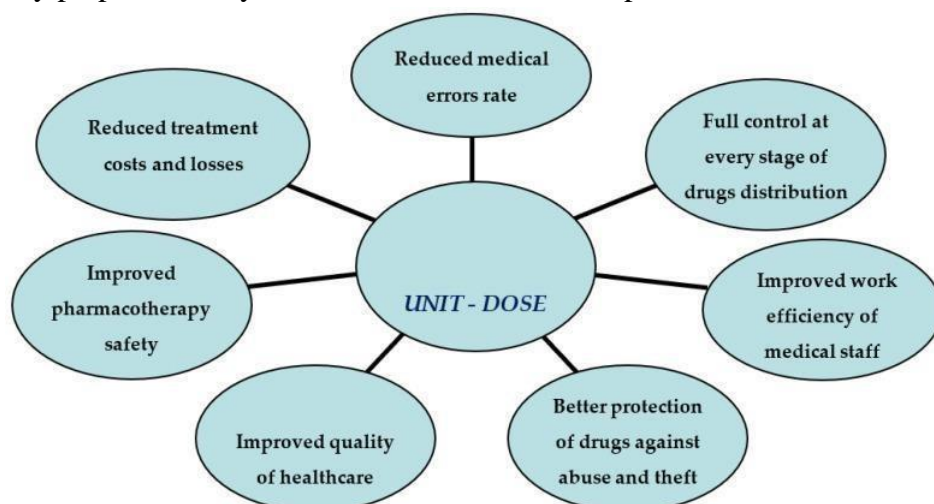 Reduced medical
errors rate
Reduced treatment
costs and losses
Full control at
every stage of
drugs distribution
Improved
pharmacotherapy
safety
UNIT - DOSE
Improved work
efficiency of
medical staff
Improved quality
of healthcare
Better protection
of drugs against
abuse and theft